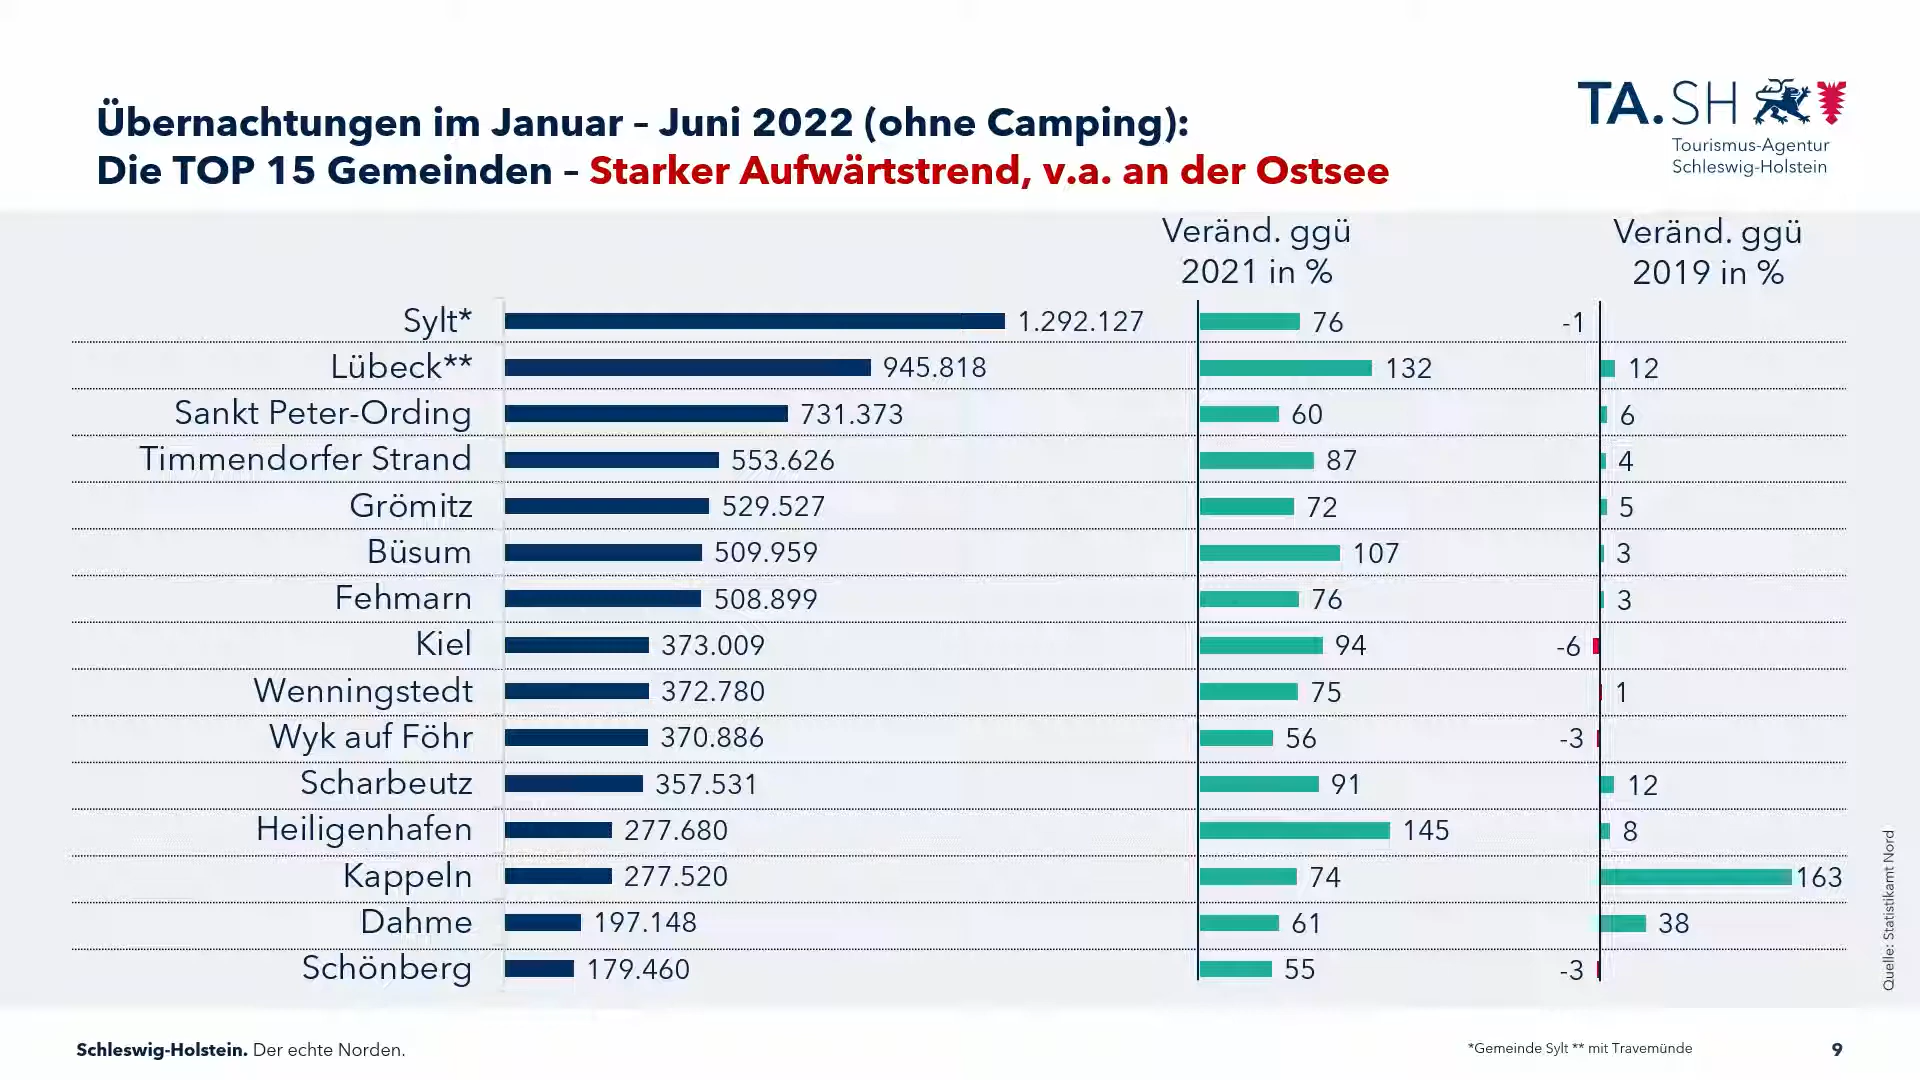 Übernachtungen im Januar – Juni 2022 (ohne Camping):
Die TOP 15 Gemeinden – Starker Aufwärtstrend, v.a. an der Ostsee
TA.SH
Tourismus-Agentur
Schleswig-Holstein
Veränd. ggü
2021 in %
Veränd. ggü
2019 in %
Sylt* 1.292.127 76 -1
Lübeck** 945.818 132 12
Sankt Peter-Ording 731.373 60 6
Timmendorfer Strand 553.626 87 4
Grömitz 529.527 72 5
Büsum 509.959 107 3
Fehmarn 508.899 76 3
Kiel 373.009 94 -6
Wenningstedt 372.780 75 1
Wyk auf Föhr 370.886 56 -3
Scharbeutz 357.531 91 12
Heiligenhafen 277.680 145 8
Kappeln 277.520 74 163
Dahme 197.148 61 38
Schönberg 179.460 55 -3
Quelle: Statistikamt Nord
Schleswig-Holstein. Der echte Norden.
*Gemeinde Sylt ** mit Travemünde
9